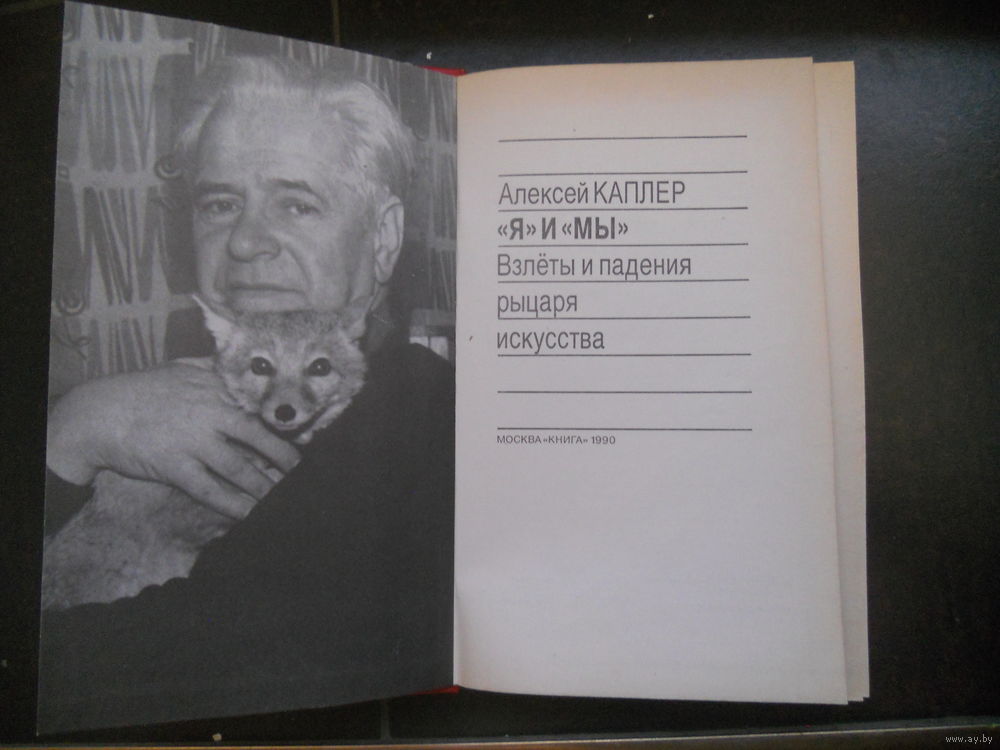 Алексей КАПЛЕР
«Я» И «МЫ»
Взлёты и падения
рыцаря
искусства
МОСКВА «КНИГА» 1990
www.ay.by